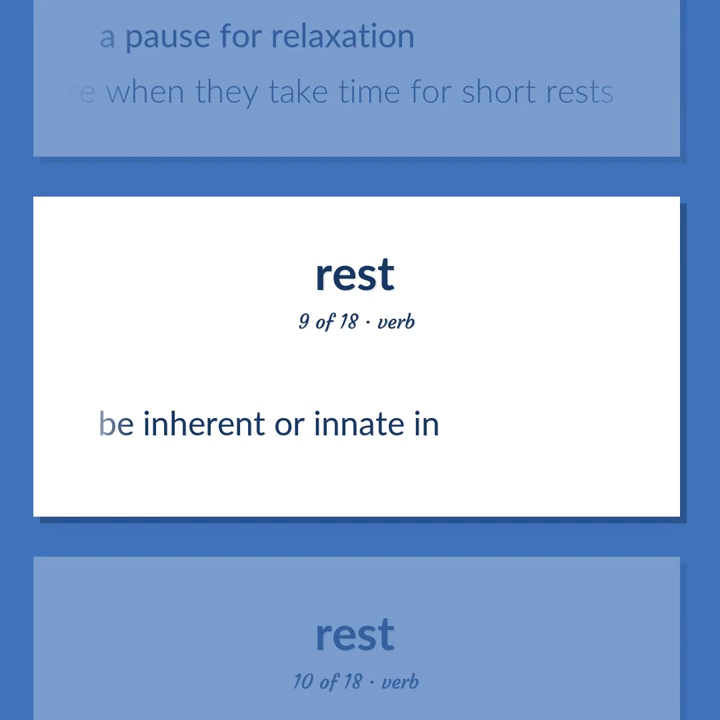 a pause for relaxation
when they take time for short rests
rest
9 of 18 · verb
be inherent or innate in
rest
10 of 18 · verb